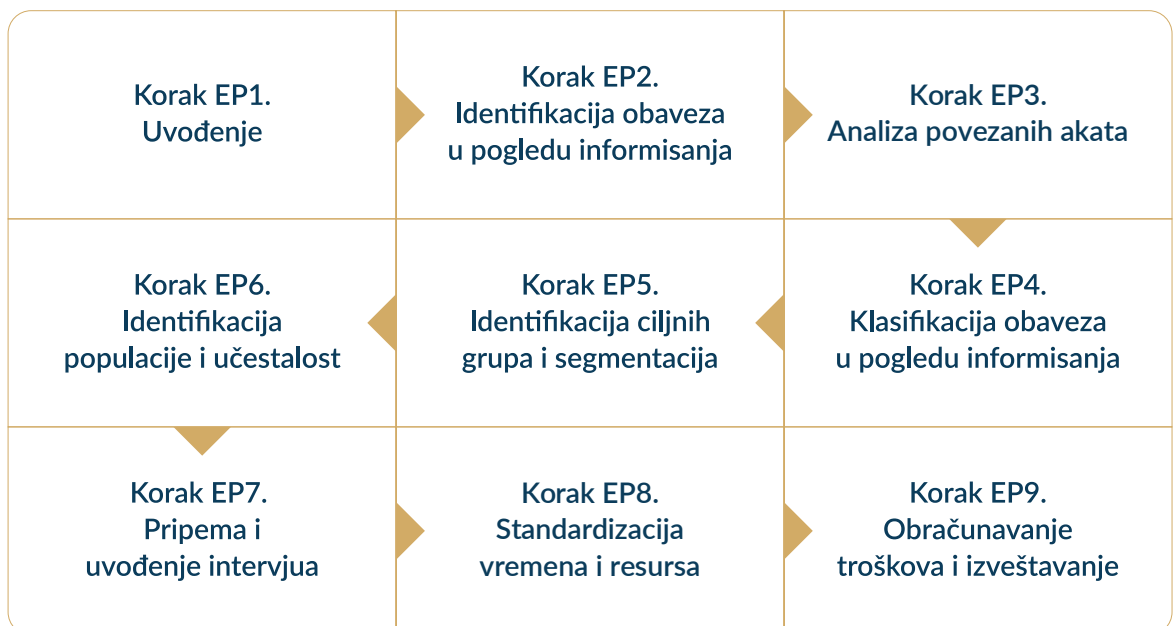 Korak EP1.
Uvođenje
Korak EP2.
Identifikacija obaveza
u pogledu informisanja
Korak EP3.
Analiza povezanih akata
Korak EP4.
Klasifikacija obaveza
u pogledu informisanja
Korak EP5.
Identifikacija ciljnih
grupa i segmentacija
Korak EP6.
Identifikacija
populacije i učestalost
Korak EP7.
Pripema i
uvođenje intervjua
Korak EP8.
Standardizacija
vremena i resursa
Korak EP9.
Obračunavanje
troškova i izveštavanje